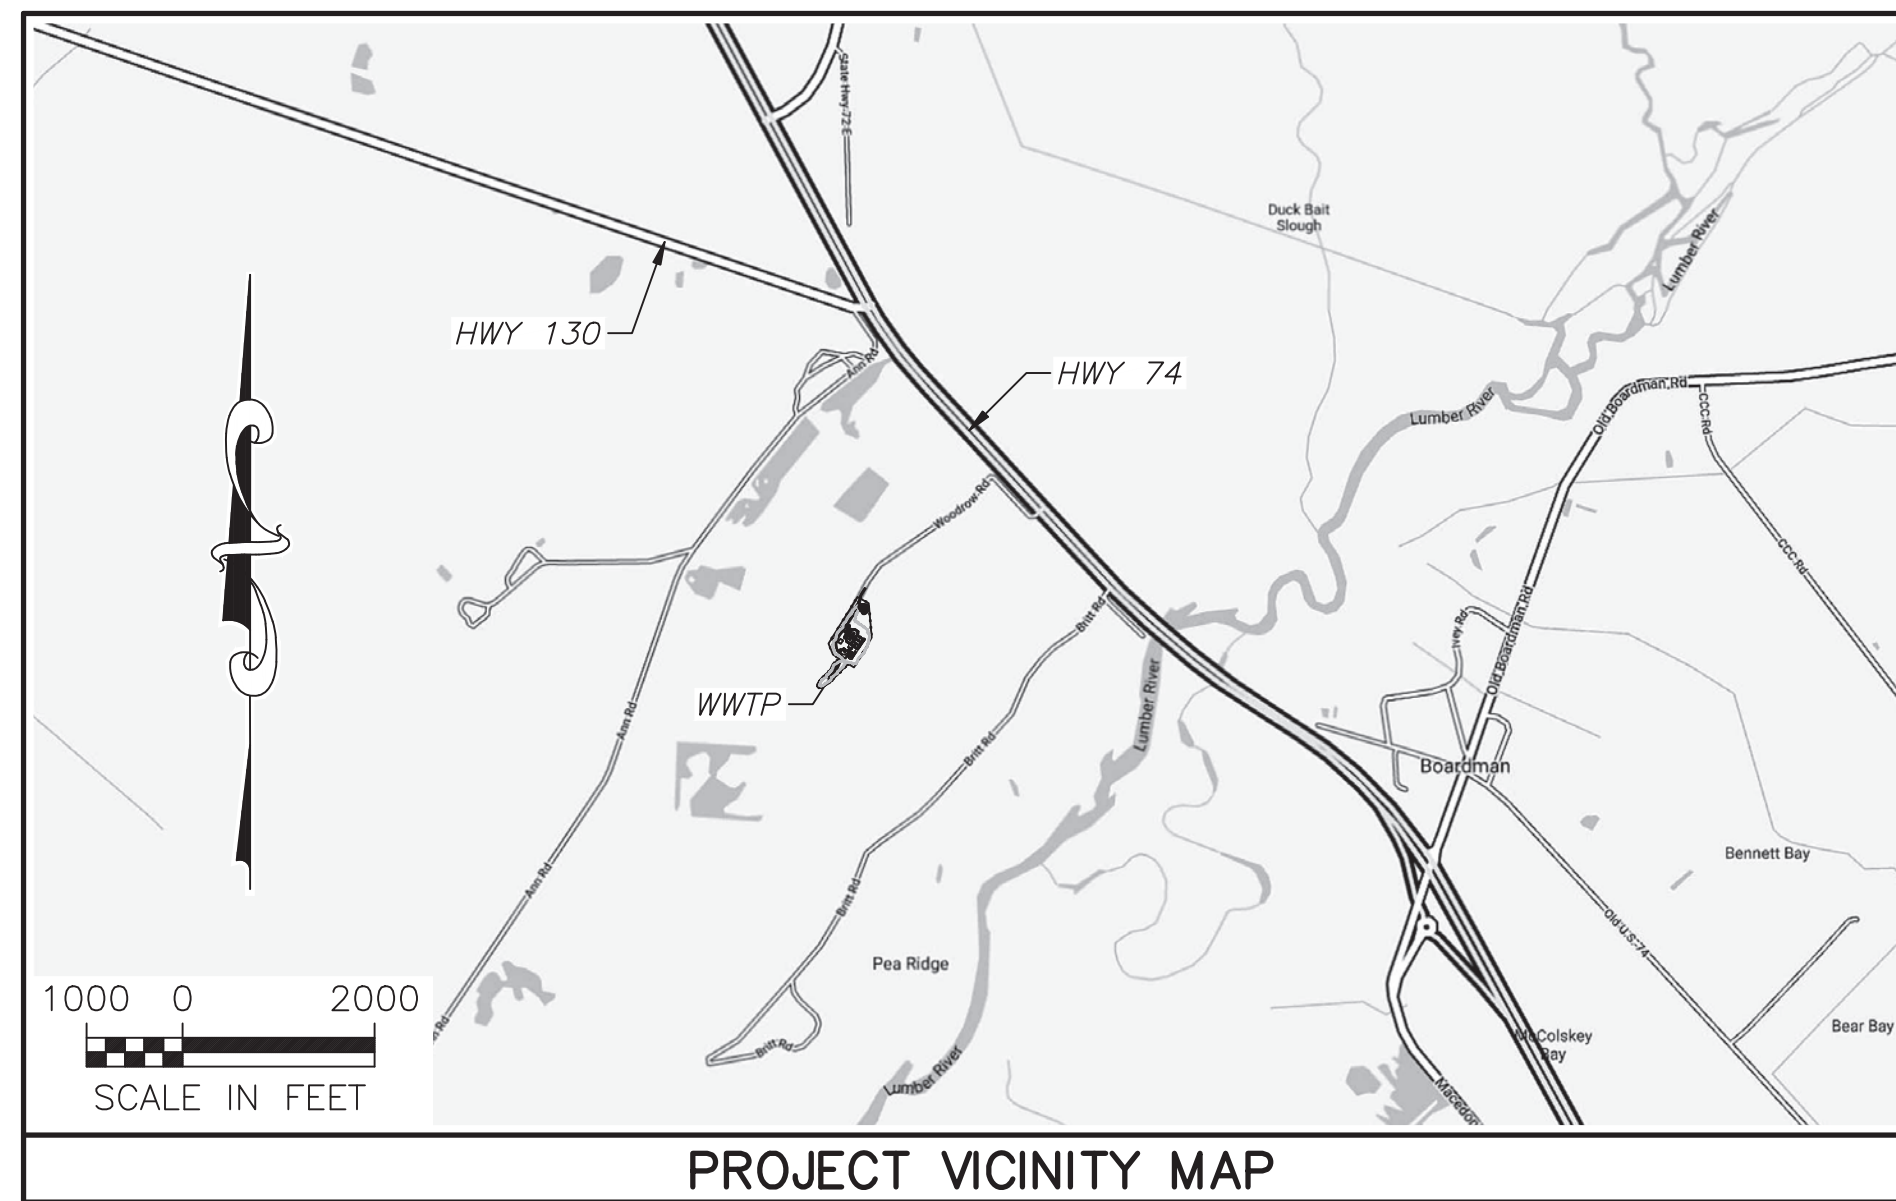 State Hwy 72 E
Duck Bait
Slough
Lumber River
HWY 130
Ann Rd
HWY 74
Lumber River
Old Boardman Rd
CCC Rd
Woodrow Rd
CCC Rd
Britt Rd
Ivey Rd
Old Boardman Rd
Lumber River
WWTP
Ann Rd
Britt Rd
Boardman
Bennett Bay
Ann Rd
Britt Rd
Old U.S. 74
Pea Ridge
1000 0 2000
n Rd
McColskey
Bay
Bear Bay
Britt Rd
Lumber River
Macedon
SCALE IN FEET
PROJECT VICINITY MAP